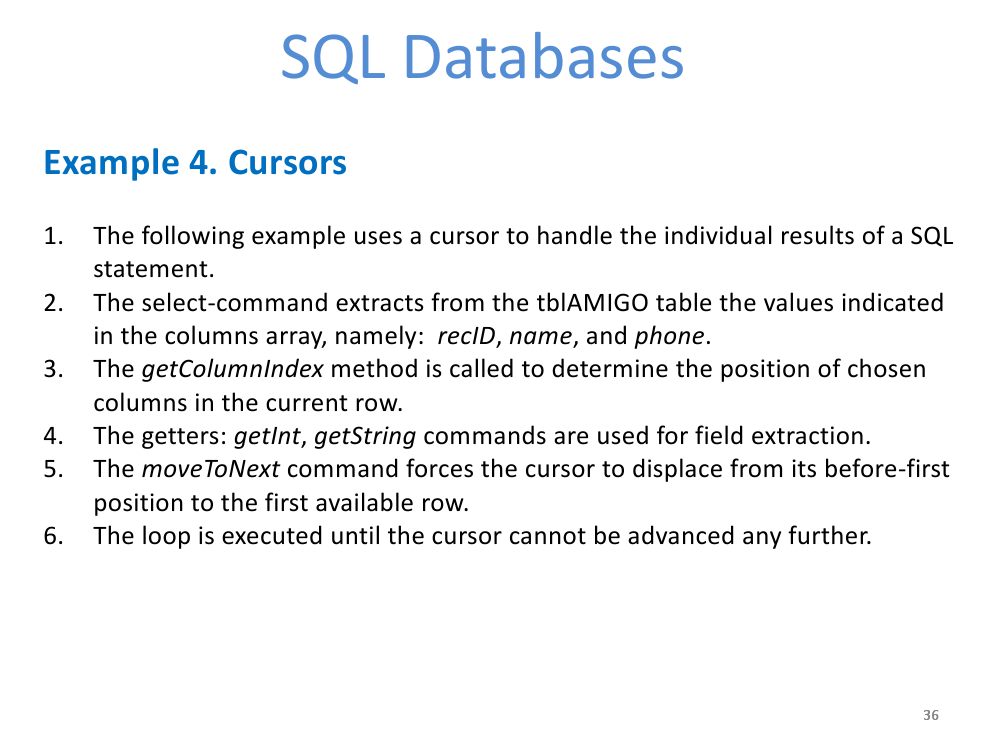 SQL Databases
Example 4. Cursors
1. The following example uses a cursor to handle the individual results of a SQL
statement.
2. The select-command extracts from the tblAMIGO table the values indicated
in the columns array, namely: recID, name, and phone.
3. The getColumnIndex method is called to determine the position of chosen
columns in the current row.
4. The getters: getInt, getString commands are used for field extraction.
5. The moveToNext command forces the cursor to displace from its before-first
position to the first available row.
6. The loop is executed until the cursor cannot be advanced any further.
36